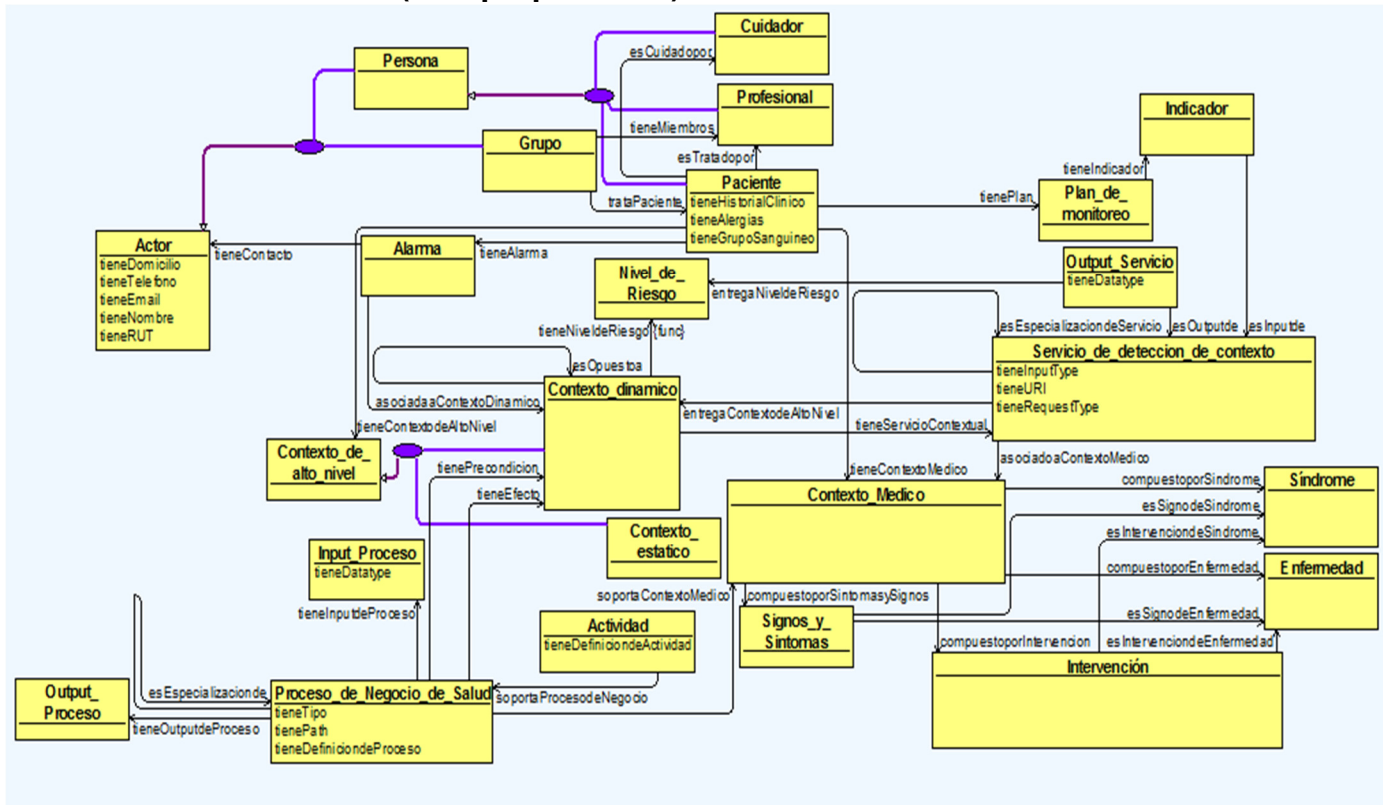 Cuidador
esCuidadopor
Persona
Profesional
Indicador
tieneMiembros
Grupo
esTratadopor
tieneIndicador
Paciente
tieneHistorialClinico
tieneAlergias
tieneGrupoSanguineo
trataPaciente
tienePlan
Plan_de_
monitoreo
Actor
tieneDomicilio
tieneTelefono
tieneEmail
tieneNombre
tieneRUT
tieneContacto
Alarma
tieneAlarma
Nivel_de_
Riesgo
entregaNiveldeRiesgo
Output_Servicio
tieneDatatype
tieneNiveldeRiesgo {func}
esEspecializaciondeServicio
esOutputde
esInputde
esOpuestoa
Servicio_de_deteccion_de_contexto
tieneInputType
tieneURI
tieneRequestType
Contexto_dinamico
asociadaaContextoDinamico
entregaContextodeAltoNivel
tieneContextodeAltoNivel
tieneServicioContextual
Contexto_de_
alto_nivel
tienePrecondicion
tieneContextoMedico
asociadoaContextoMedico
tieneEfecto
Contexto_Medico
compuestoporSindrome
Síndrome
esSignodeSindrome
Contexto_
estatico
esIntervenciondeSindrome
Input_Proceso
tieneDatatype
compuestoporEnfermedad
Enfermedad
tieneInputdeProceso
soportaContextoMedico
compuestoporSintomasySignos
esSignodeEnfermedad
Actividad
tieneDefiniciondeActividad
Signos_y_
Sintomas
compuestoporIntervencion
esIntervenciondeEnfermedad
Intervención
Output_
Proceso
esEspecializacionde
Proceso_de_Negocio_de_Salud
tieneTipo
tienePath
tieneDefiniciondeProceso
soportaProcesodeNegocio
tieneOutputdeProceso